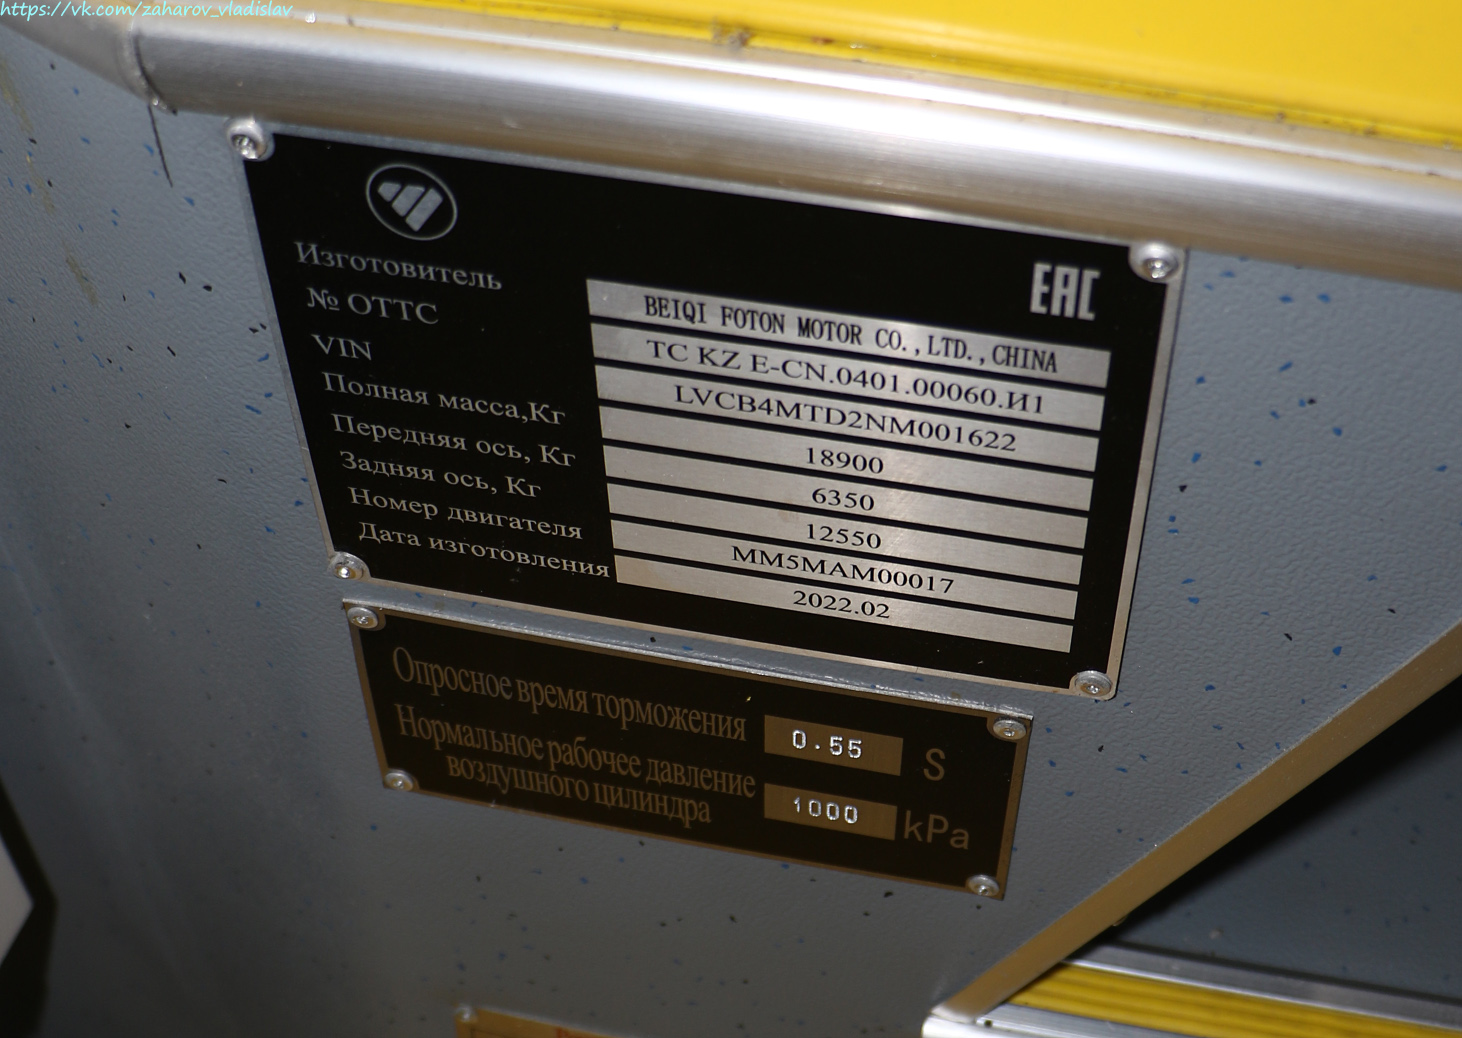 https://vk.com/zaharov_vladislav
EAC
Изготовитель BEIQI FOTON MOTOR CO.,LTD.,CHINA
№ ОТТС TC KZ E-CN.0401.00060.И1
VIN LVCB4MTD2NM001622
Полная масса,Кг 18900
Передняя ось, Кг 6350
Задняя ось, Кг 12550
Номер двигателя MM5MAM00017
Дата изготовления 2022.02
Опросное время торможения 0.55 S
Нормальное рабочее давление
воздушного цилиндра 1000 kPa